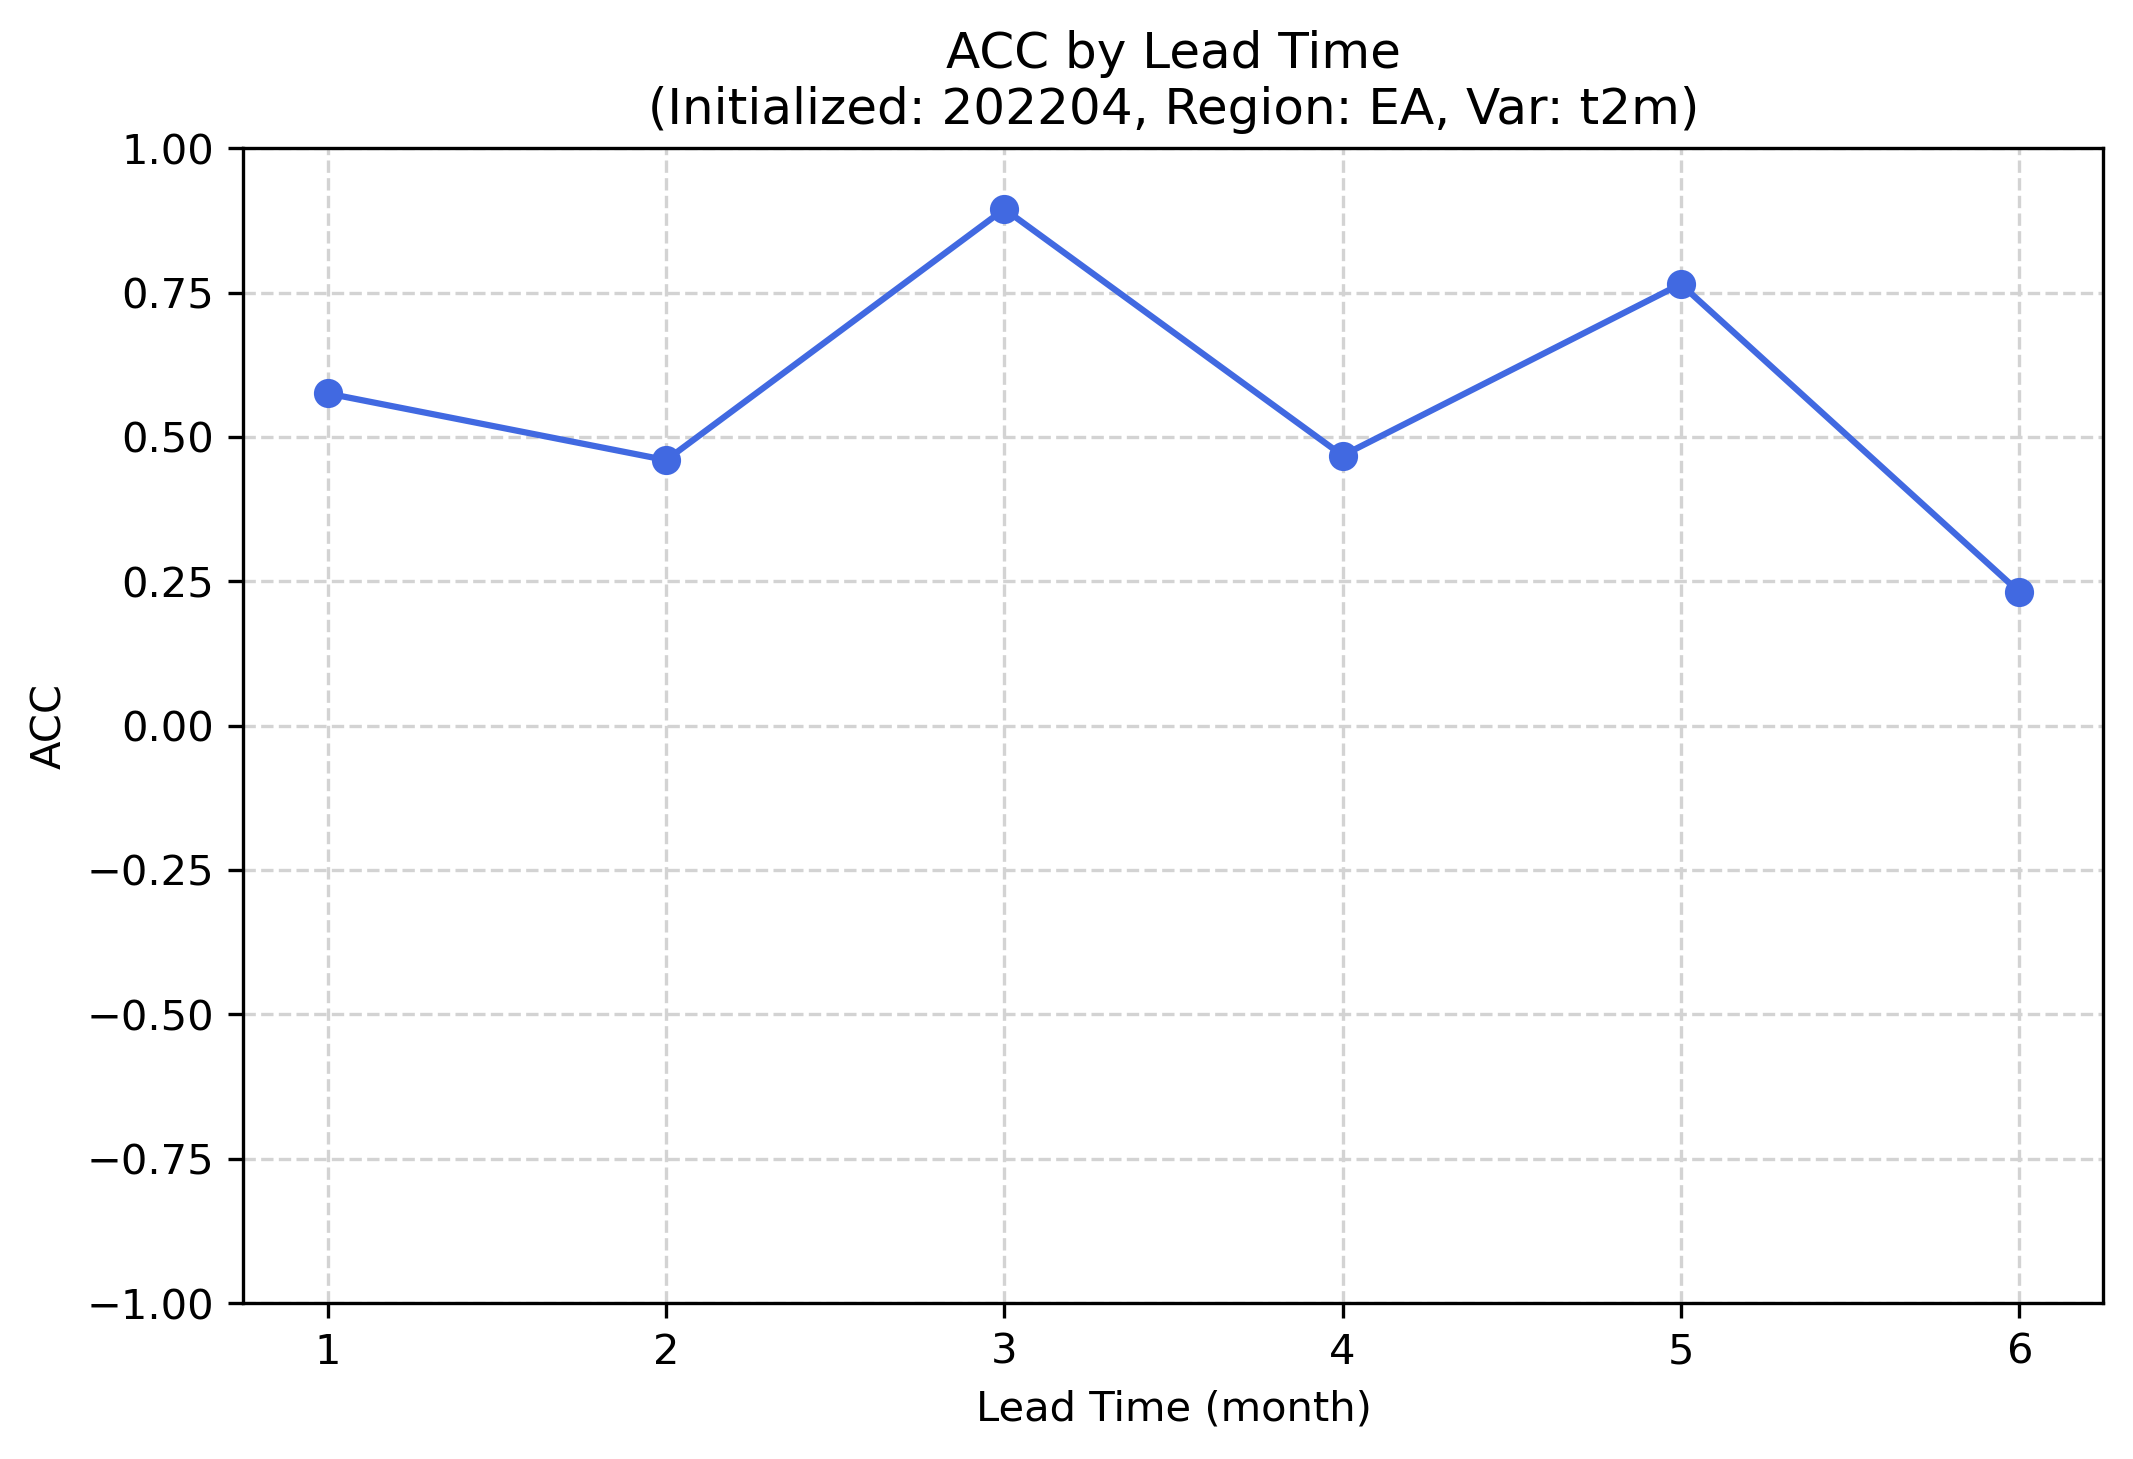 ACC by Lead Time
(Initialized: 202204, Region: EA, Var: t2m)
1.00
0.75
0.50
0.25
0.00
−0.25
−0.50
−0.75
−1.00
ACC
1 2 3 4 5 6
Lead Time (month)